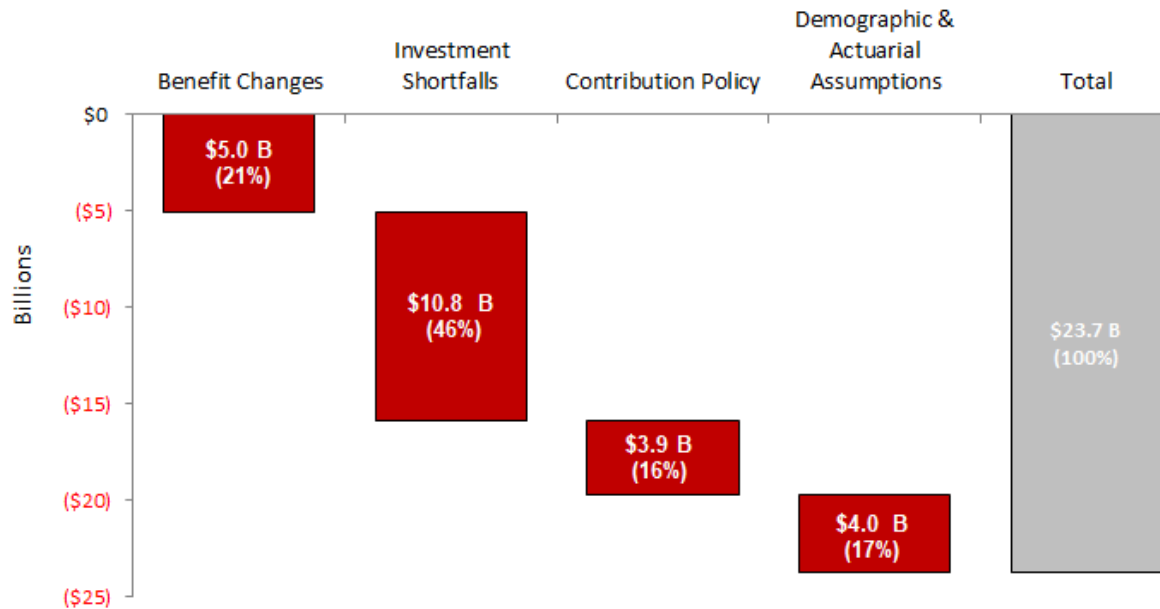 Benefit Changes
Investment
Shortfalls
Contribution Policy
Demographic &
Actuarial
Assumptions
Total
$0
($5)
($10)
($15)
($20)
($25)
Billions
$5.0 B
(21%)
$10.8 B
(46%)
$3.9 B
(16%)
$4.0 B
(17%)
$23.7 B
(100%)